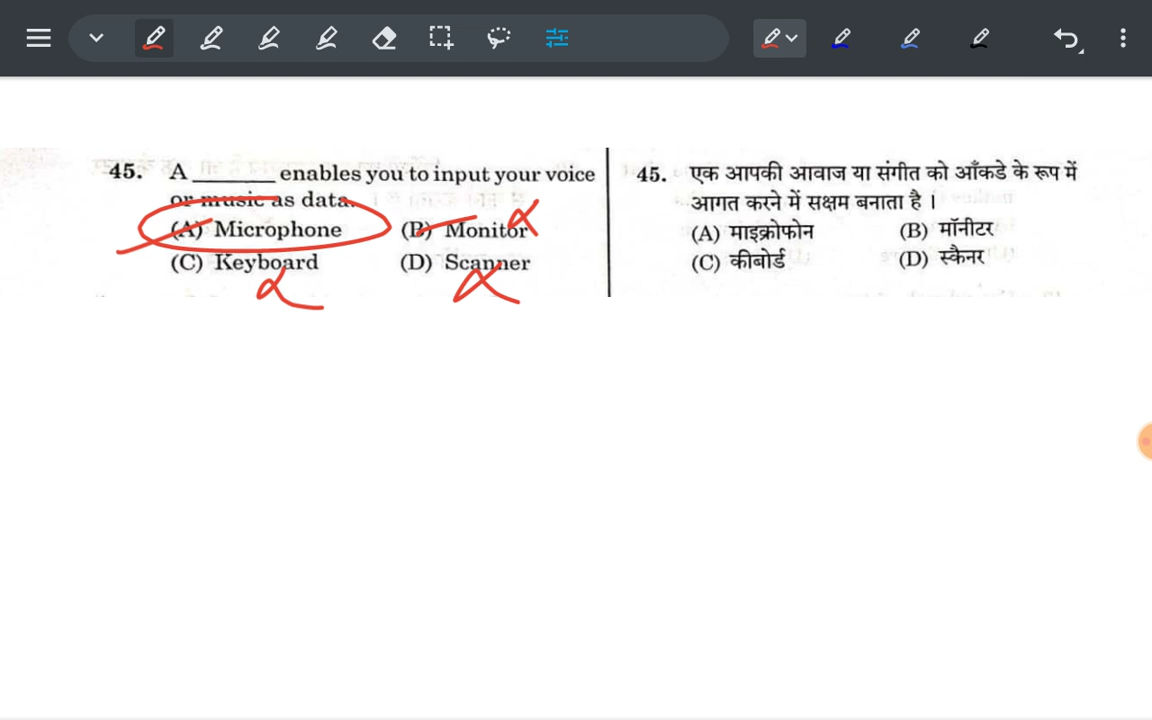 45. A ______ enables you to input your voice
or music as data.
(A) Microphone (B) Monitor
(C) Keyboard (D) Scanner
45. एक आपकी आवाज या संगीत को आँकडे के रूप में
आगत करने में सक्षम बनाता है ।
(A) माइक्रोफोन (B) मॉनीटर
(C) कीबोर्ड (D) स्कैनर